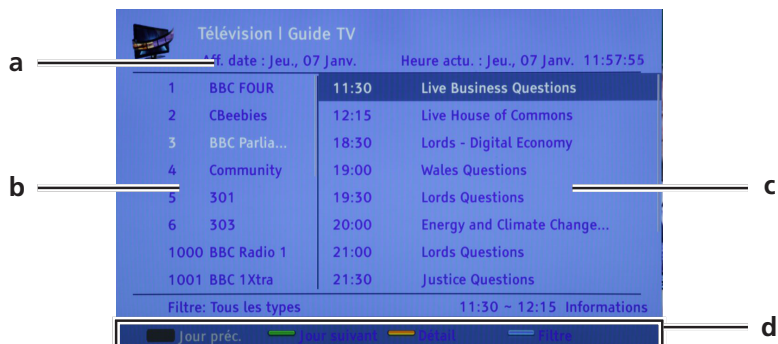 Télévision | Guide TV
a
Aff. date : Jeu., 07 Janv. Heure actu. : Jeu., 07 Janv. 11:57:55
1 BBC FOUR 11:30 Live Business Questions
2 CBeebies 12:15 Live House of Commons
3 BBC Parlia... 18:30 Lords - Digital Economy
4 Community 19:00 Wales Questions
b
c
5 301 19:30 Lords Questions
6 303 20:00 Energy and Climate Change...
1000 BBC Radio 1 21:00 Lords Questions
1001 BBC 1Xtra 21:30 Justice Questions
Filtre: Tous les types 11:30 ~ 12:15 Informations
d
Jour préc. Jour suivant Détail Filtre